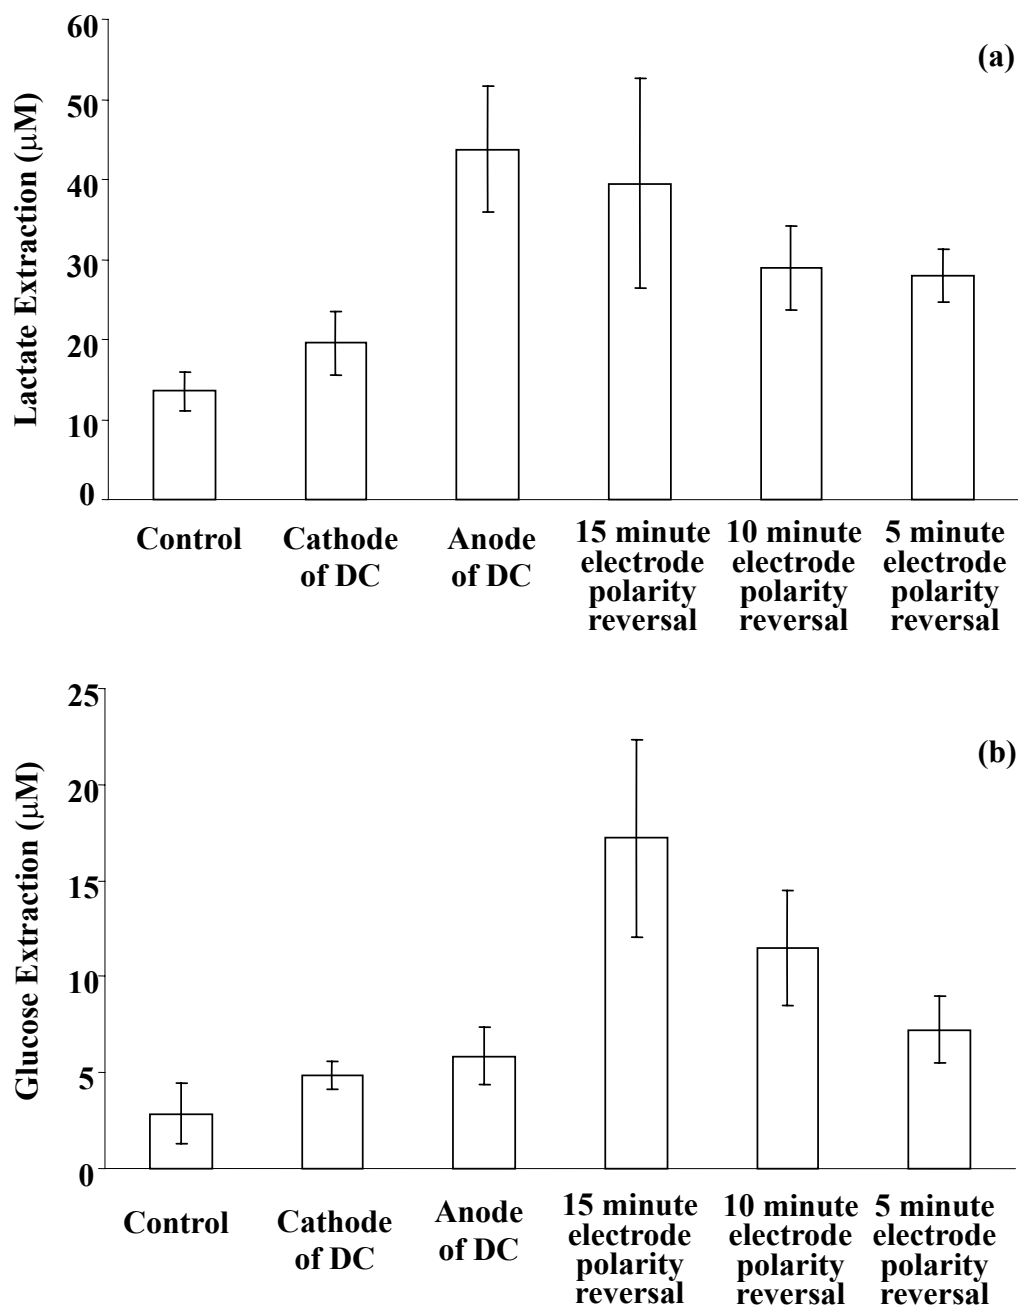 (a)
Lactate Extraction (µM)
60
50
40
30
20
10
0
Control
Cathode
of DC
Anode
of DC
15 minute
electrode
polarity
reversal
10 minute
electrode
polarity
reversal
5 minute
electrode
polarity
reversal
(b)
Glucose Extraction (µM)
25
20
15
10
5
0
Control
Cathode
of DC
Anode
of DC
15 minute
electrode
polarity
reversal
10 minute
electrode
polarity
reversal
5 minute
electrode
polarity
reversal